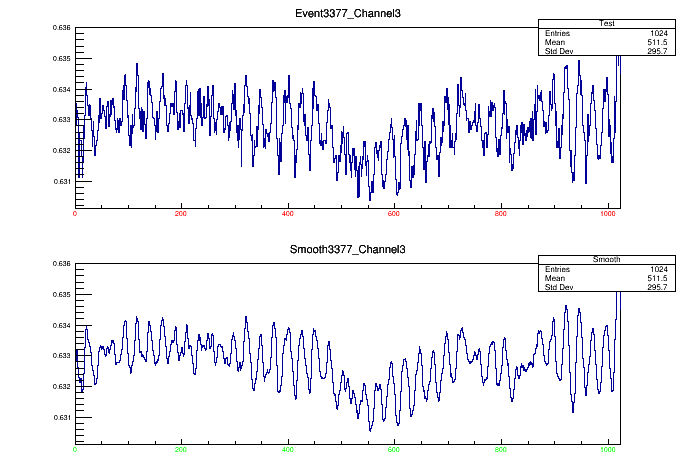 Event3377_Channel3
Test
Entries 1024
Mean 511.5
Std Dev 295.7
0.636
0.635
0.634
0.633
0.632
0.631
0 200 400 600 800 1000
Smooth3377_Channel3
Smooth
Entries 1024
Mean 511.5
Std Dev 295.7
0.636
0.635
0.634
0.633
0.632
0.631
0 200 400 600 800 1000